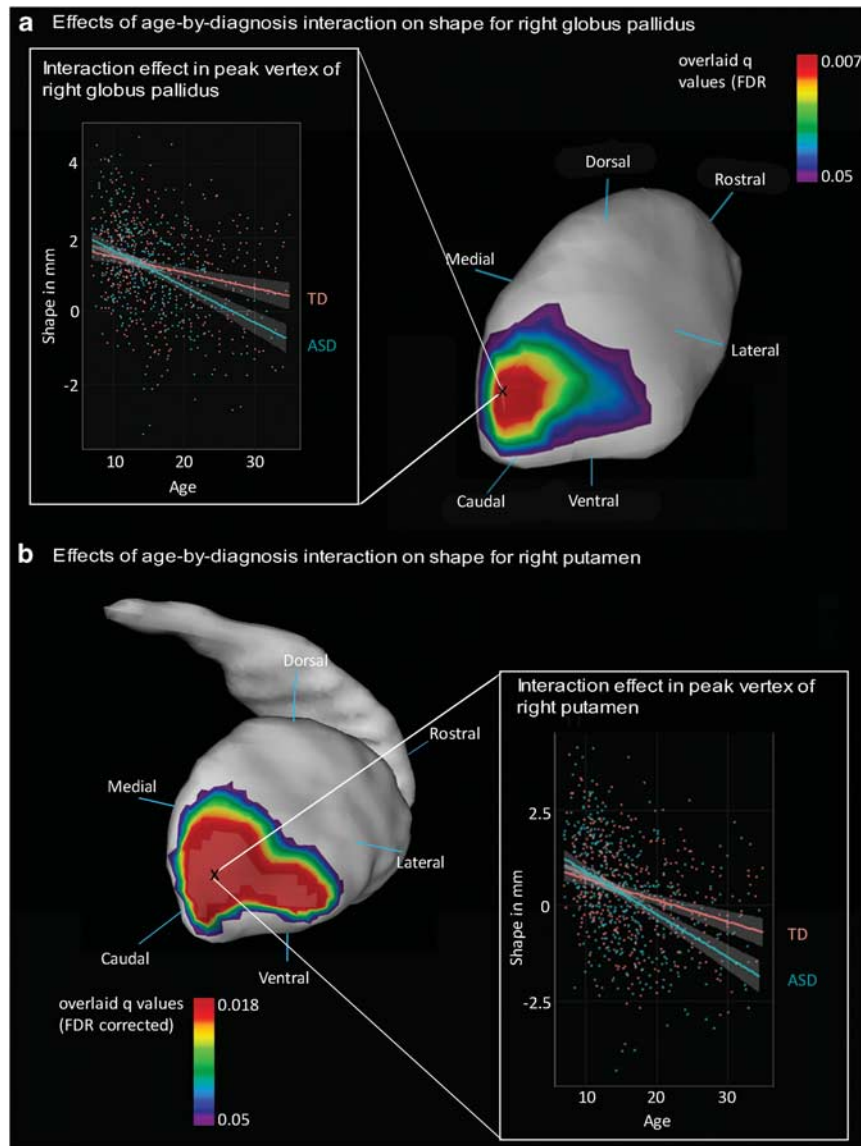 a Effects of age-by-diagnosis interaction on shape for right globus pallidus
Interaction effect in peak vertex of
right globus pallidus
4
2
0
-2
Shape in mm
10 20 30
Age
TD
ASD
overlaid q
values (FDR
0.007
0.05
Dorsal
Rostral
Medial
Lateral
Caudal
Ventral
b Effects of age-by-diagnosis interaction on shape for right putamen
Dorsal
Rostral
Medial
Lateral
Caudal
Ventral
overlaid q values
(FDR corrected)
0.018
0.05
Interaction effect in peak vertex of
right putamen
2.5
0
-2.5
Shape in mm
10 20 30
Age
TD
ASD